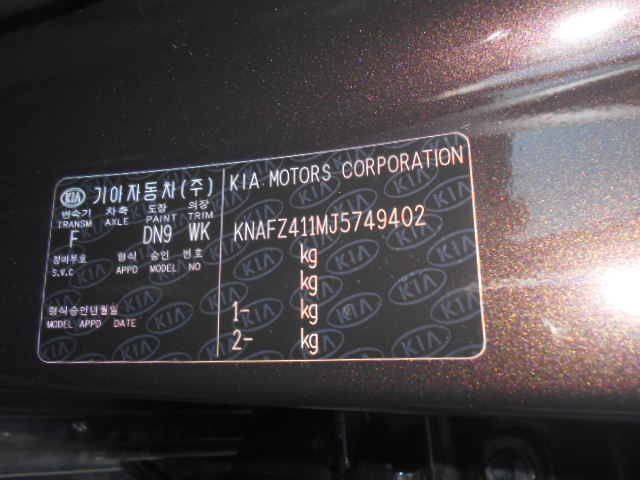 KIA 기아자동차(주)
변속기 차축 도장 의장
TRANSM AXLE PAINT TRIM
F DN9 WK
정비부호 형식 승인 번호
S.V.C APPD MODEL NO
형식승인년월일
MODEL APPD DATE
KIA MOTORS CORPORATION
KNAFZ411MJ5749402
kg
kg
1- kg
2- kg